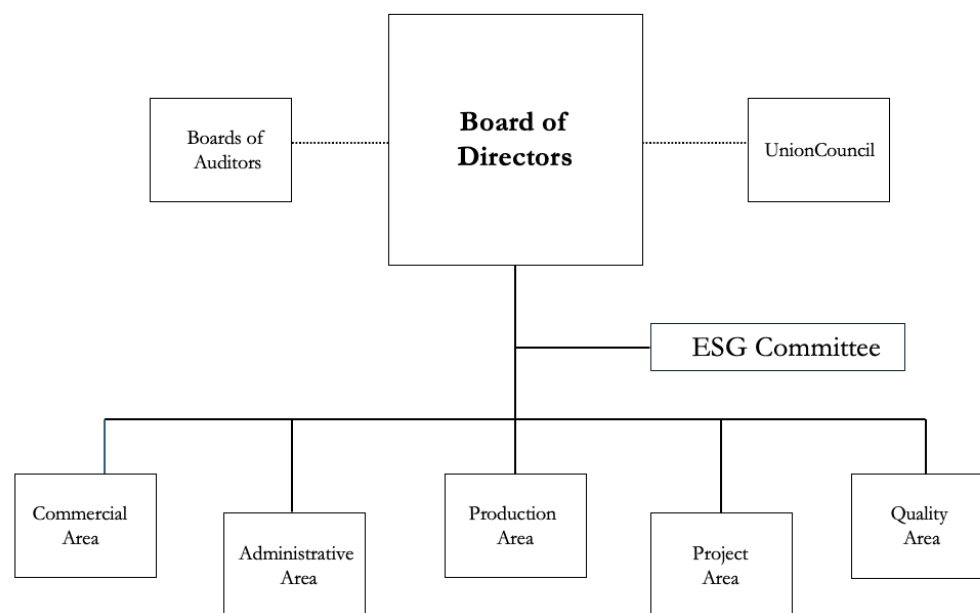 Board of
Directors
Boards of
Auditors
UnionCouncil
ESG Committee
Commercial
Area
Administrative
Area
Production
Area
Project
Area
Quality
Area